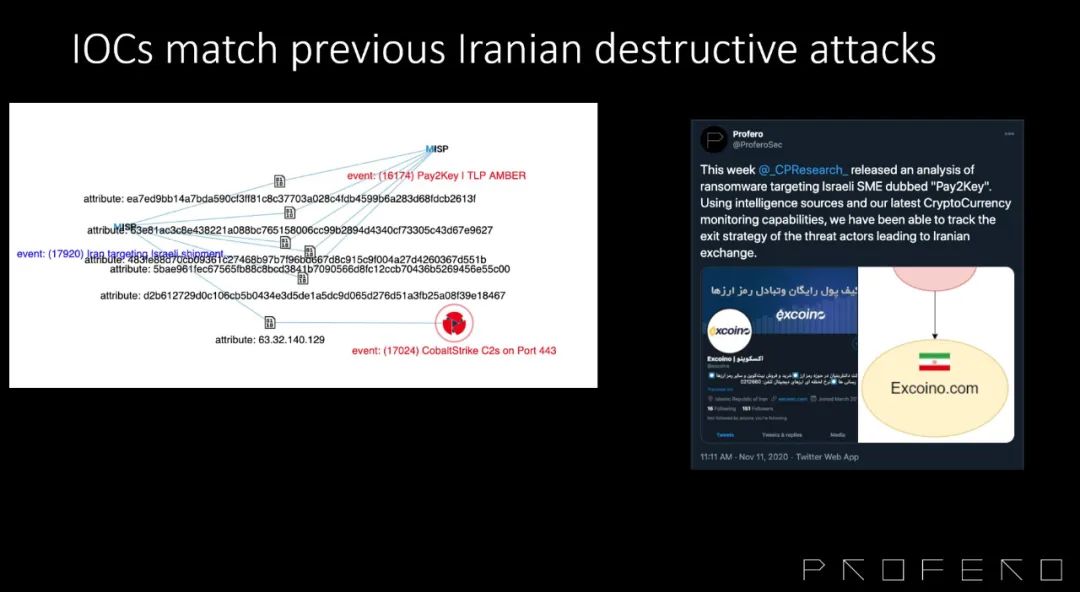 IOCs match previous Iranian destructive attacks
MISP
event: (16174) Pay2Key | TLP AMBER
attribute: ea7ed9bb14a7bda590cf3ff81c8c37703a028c4fdb4599b6a283d68fdcb2613f
MISP
attribute: 63e81ac3c8e438221a088bc765158006cc99b2894d4340cf73305c43d67e9627
event: (17920) Iran targeting Israeli shipment
attribute: 483fe88d70cb09361c27468b97b7f96bdd67d8c915c9f004a27d4260367d551b
attribute: 5bae961fec67565fb88c8bcd3841b7090566d8fc12ccb70436b5269456e55c00
attribute: d2b612729d0c106cb5b0434e3d5de1a5dc9d065d276d51a3fb25a08f39e18467
attribute: 63.32.140.129
event: (17024) CobaltStrike C2s on Port 443
Profero
@ProferoSec
This week @_CPResearch_ released an analysis of
ransomware targeting Israeli SME dubbed "Pay2Key".
Using intelligence sources and our latest CryptoCurrency
monitoring capabilities, we have been able to track the
exit strategy of the threat actors leading to Iranian
exchange.
کیف پول رایگان وتبادل رمز ارزها
excoino
excoino
Excoino | اکسکوینو
@excoino
Islamic Republic of Iran excoino.com Joined March
16 Following 151 Followers
Tweets Tweets & replies Media
Excoino.com
11:11 AM · Nov 11, 2020 · Twitter Web App
PROFERO